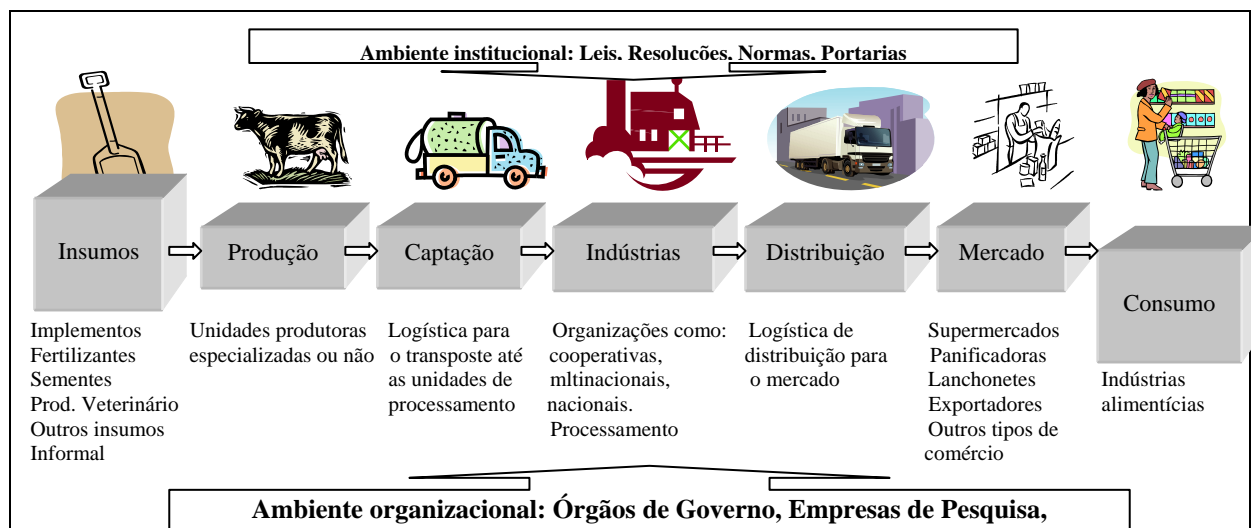 Ambiente institucional: Leis, Resoluções, Normas, Portarias
Insumos
Produção
Captação
Indústrias
Distribuição
Mercado
Consumo
Implementos
Fertilizantes
Sementes
Prod. Veterinário
Outros insumos
Informal
Unidades produtoras
especializadas ou não
Logística para
o transposte até
as unidades de
processamento
Organizações como:
cooperativas,
mltinacionais,
nacionais.
Processamento
Logística de
distribuição para
o mercado
Supermercados
Panificadoras
Lanchonetes
Exportadores
Outros tipos de
comércio
Indústrias
alimentícias
Ambiente organizacional: Órgãos de Governo, Empresas de Pesquisa,